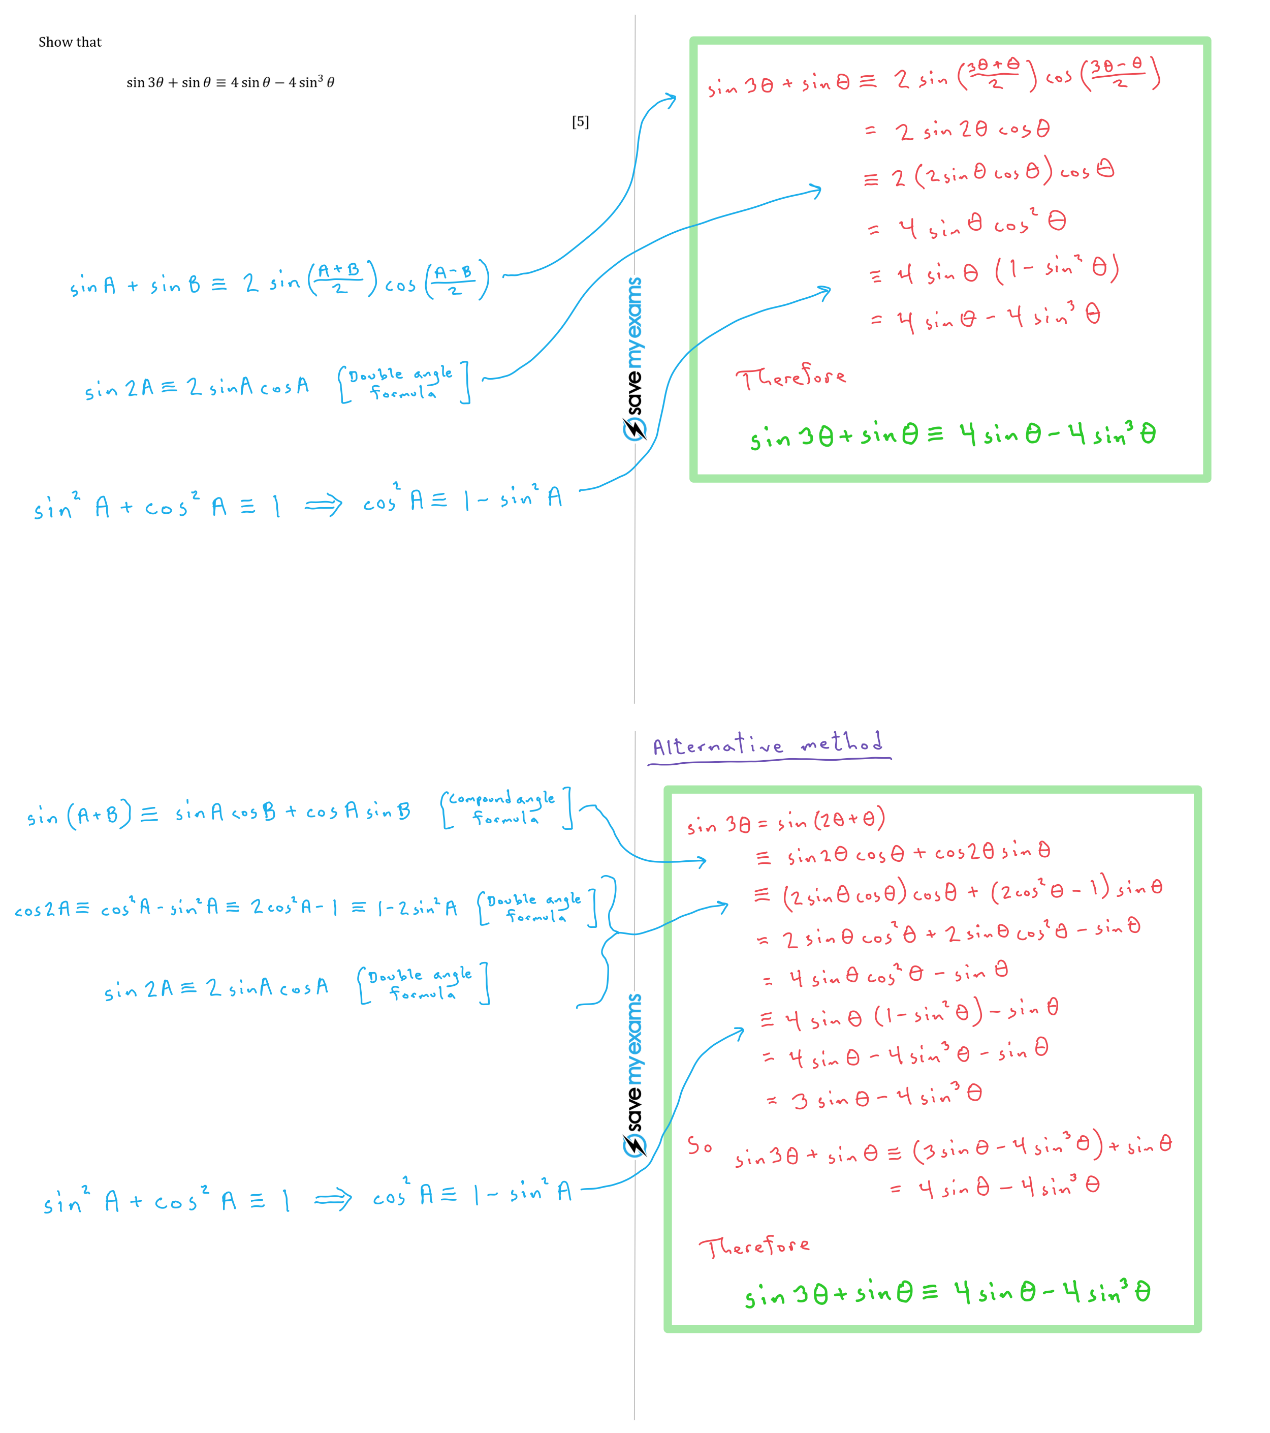 Show that
sin 3θ + sin θ ≡ 4 sin θ − 4 sin³ θ
[5]
sin A + sin B ≡ 2 sin ((A+B)/2) cos ((A−B)/2)
sin 2A ≡ 2 sin A cos A [Double angle formula]
sin² A + cos² A ≡ 1 ⟹ cos² A ≡ 1 − sin² A
save my exams
sin 3θ + sin θ ≡ 2 sin ((3θ+θ)/2) cos ((3θ−θ)/2)
= 2 sin 2θ cos θ
≡ 2 (2 sin θ cos θ) cos θ
= 4 sin θ cos² θ
≡ 4 sin θ (1 − sin² θ)
= 4 sin θ − 4 sin³ θ
Therefore
sin 3θ + sin θ ≡ 4 sin θ − 4 sin³ θ
Alternative method
sin (A+B) ≡ sin A cos B + cos A sin B [Compound angle formula]
cos 2A ≡ cos² A − sin² A ≡ 2 cos² A − 1 ≡ 1 − 2 sin² A [Double angle formula]
sin 2A ≡ 2 sin A cos A [Double angle formula]
sin² A + cos² A ≡ 1 ⟹ cos² A ≡ 1 − sin² A
save my exams
sin 3θ = sin (2θ + θ)
≡ sin 2θ cos θ + cos 2θ sin θ
≡ (2 sin θ cos θ) cos θ + (2 cos² θ − 1) sin θ
= 2 sin θ cos² θ + 2 sin θ cos² θ − sin θ
= 4 sin θ cos² θ − sin θ
≡ 4 sin θ (1 − sin² θ) − sin θ
= 4 sin θ − 4 sin³ θ − sin θ
= 3 sin θ − 4 sin³ θ
So sin 3θ + sin θ ≡ (3 sin θ − 4 sin³ θ) + sin θ
= 4 sin θ − 4 sin³ θ
Therefore
sin 3θ + sin θ ≡ 4 sin θ − 4 sin³ θ